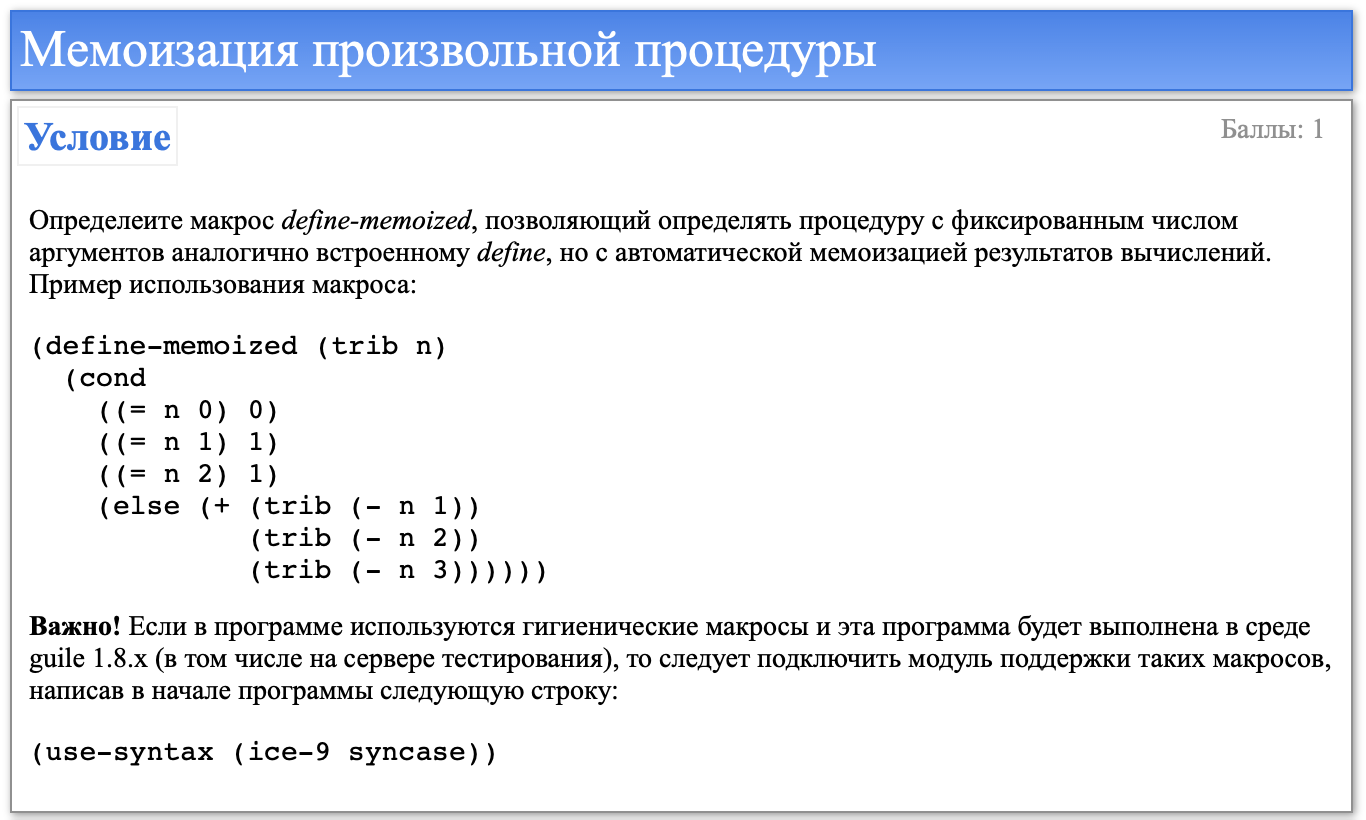 Мемоизация произвольной процедуры
Условие
Баллы: 1
Определеите макрос define-memoized, позволяющий определять процедуру с фиксированным числом
аргументов аналогично встроенному define, но с автоматической мемоизацией результатов вычислений.
Пример использования макроса:
(define-memoized (trib n)
  (cond
    ((= n 0) 0)
    ((= n 1) 1)
    ((= n 2) 1)
    (else (+ (trib (- n 1))
             (trib (- n 2))
             (trib (- n 3))))))
Важно! Если в программе используются гигиенические макросы и эта программа будет выполнена в среде
guile 1.8.x (в том числе на сервере тестирования), то следует подключить модуль поддержки таких макросов,
написав в начале программы следующую строку:
(use-syntax (ice-9 syncase))